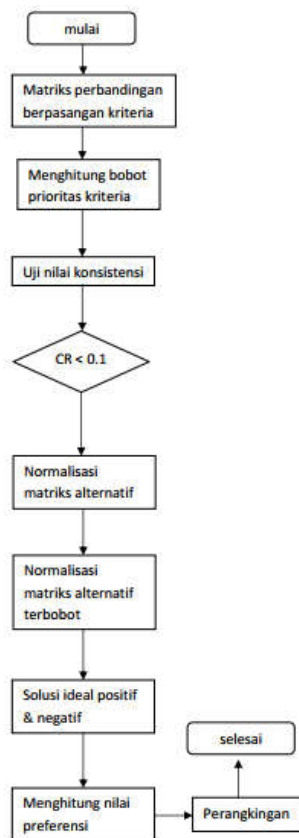 mulai
Matriks perbandingan
berpasangan kriteria
Menghitung bobot
prioritas kriteria
Uji nilai konsistensi
CR < 0.1
Normalisasi
matriks alternatif
Normalisasi
matriks alternatif
terbobot
Solusi ideal positif
& negatif
Menghitung nilai
preferensi
Perangkingan
selesai